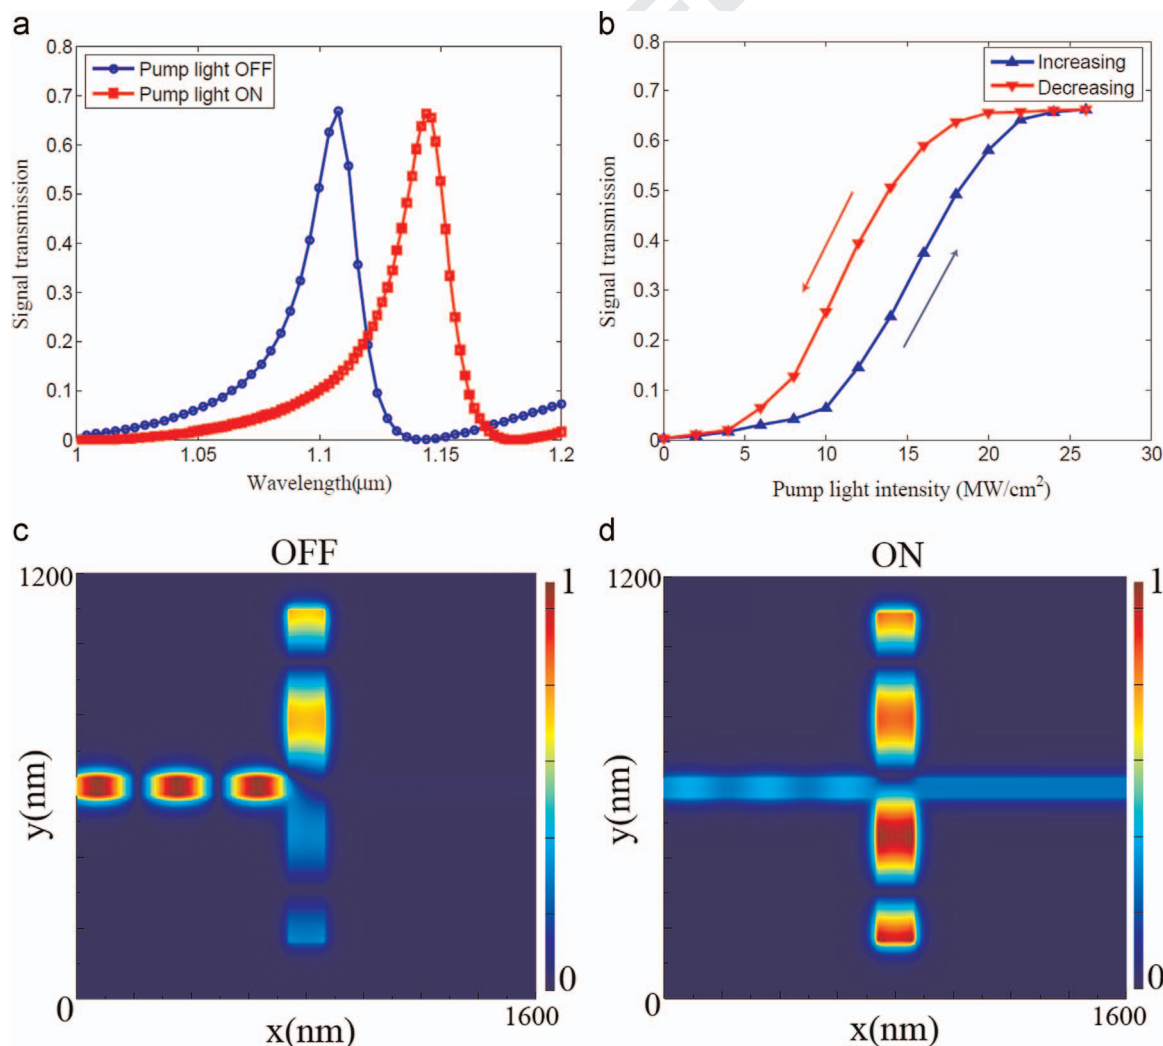 a
0.8
0.7
0.6
0.5
0.4
0.3
0.2
0.1
0
Signal transmission
Pump light OFF
Pump light ON
1
1.05
1.1
1.15
1.2
Wavelength(μm)
b
0.8
0.7
0.6
0.5
0.4
0.3
0.2
0.1
0
Signal transmission
Increasing
Decreasing
0
5
10
15
20
25
30
Pump light intensity (MW/cm²)
c
OFF
1200
y(nm)
0
x(nm)
1600
1
0
d
ON
1200
y(nm)
0
x(nm)
1600
1
0